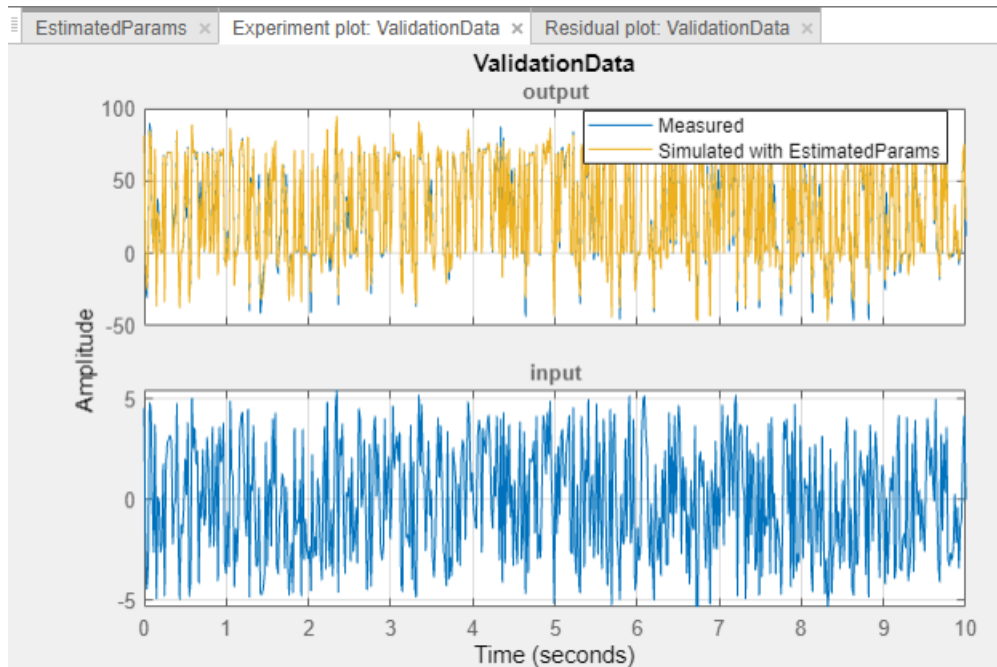 EstimatedParams × Experiment plot: ValidationData × Residual plot: ValidationData ×
ValidationData
output
Measured
Simulated with EstimatedParams
100
50
0
-50
Amplitude
input
5
0
-5
0 1 2 3 4 5 6 7 8 9 10
Time (seconds)